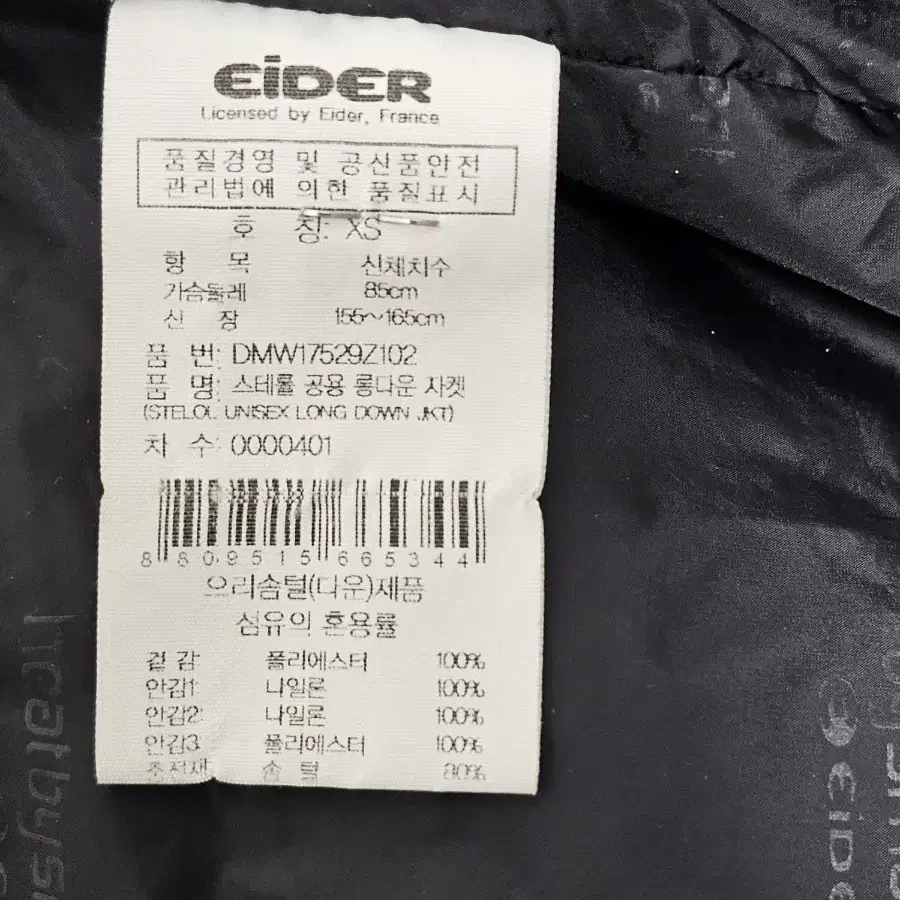 EiDER
Licensed by Eider, France
품질경영 및 공산품안전
관리법에 의한 품질표시
호 칭: XS
항 목 신체치수
가슴둘레 85cm
신 장 155~165cm
품 번: DMW17529Z102
품 명: 스테롤 공용 롱다운 자켓
(STELOL UNISEX LONG DOWN JKT)
차 수: 0000401
8 809515 665344
오리솜털(다운)제품
섬유의 혼용률
겉감: 폴리에스터 100%
안감1: 나일론 100%
안감2: 나일론 100%
안감3: 폴리에스터 100%
충전재: 솜 털 80%
EiDE